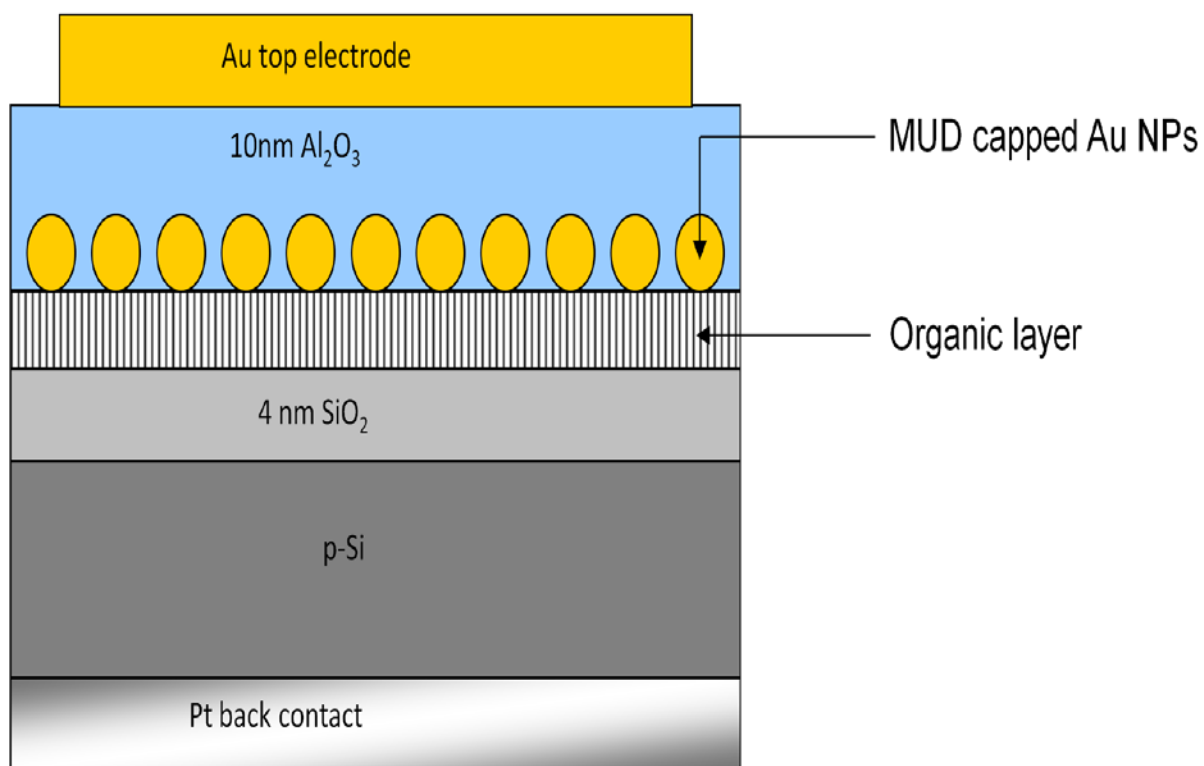 Au top electrode
10nm Al₂O₃
MUD capped Au NPs
Organic layer
4 nm SiO₂
p-Si
Pt back contact